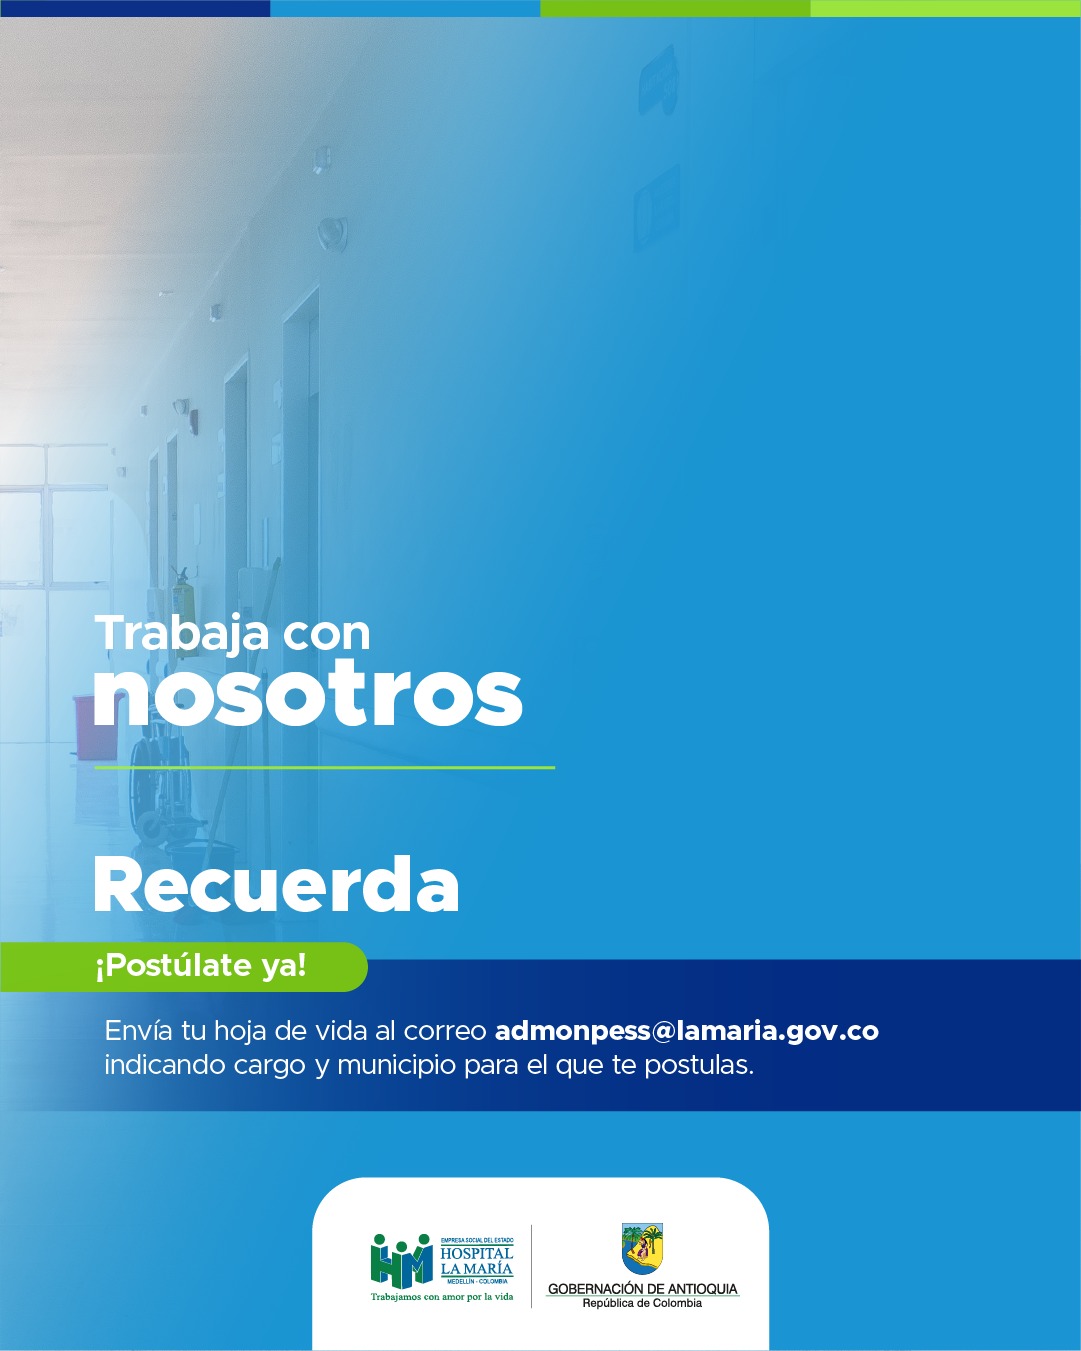 Trabaja con
nosotros
Recuerda
¡Postúlate ya!
Envía tu hoja de vida al correo admonpess@lamaria.gov.co
indicando cargo y municipio para el que te postulas.
EMPRESA SOCIAL DEL ESTADO
HOSPITAL
LA MARÍA
MEDELLÍN - COLOMBIA
Trabajamos con amor por la vida
GOBERNACIÓN DE ANTIOQUIA
República de Colombia